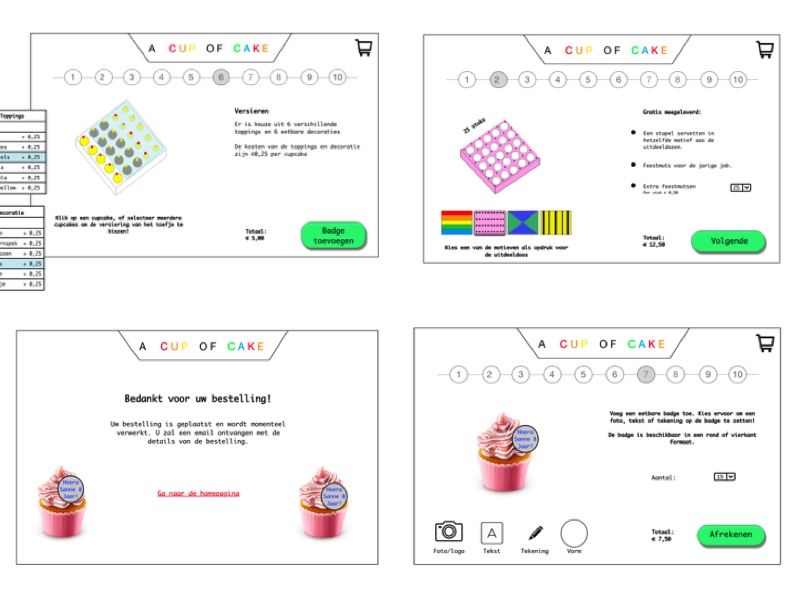 A CUP OF CAKE
1 2 3 4 5 6 7 8 9 10
Toppings
+ 0,25
+ 0,25
+ 0,25
+ 0,25
+ 0,25
+ 0,25
+ 0,25
+ 0,25
+ 0,25
+ 0,25
+ 0,25
Versieren
Er is keuze uit 6 verschillende
toppings en 6 eetbare decoraties
De kosten van de toppings en decoratie
zijn €0,25 per cupcake
Klik op een cupcake, of selecteer meerdere
cupcakes om de versiering van het toefje te
kiezen!
Totaal:
€ 5,00
Badge
toevoegen
A CUP OF CAKE
1 2 3 4 5 6 7 8 9 10
25 stuks
Gratis meegeleverd:
Een stapel servetten in
hetzelfde motief als de
uitdeeldozen.
Feestmuts voor de jarige job.
Extra feestmutsen
Per stuk € 0,50
25
Kies een van de motieven als opdruk voor
de uitdeeldoos
Totaal:
€ 12,50
Volgende
A CUP OF CAKE
Bedankt voor uw bestelling!
Uw bestelling is geplaatst en wordt momenteel
verwerkt. U zal een email ontvangen met de
details van de bestelling.
Ga naar de homepagina
Hoera
Sanne 8
Jaar!
Hoera
Sanne 8
Jaar!
A CUP OF CAKE
1 2 3 4 5 6 7 8 9 10
Voeg een eetbare badge toe. Kies ervoor om een
foto, tekst of tekening op de badge te zetten!
De badge is beschikbaar in een rond of vierkant
formaat.
Hoera
Sanne 8
Jaar!
Aantal:
15
A
Foto/logo Tekst Tekening Vorm
Totaal:
€ 7,50
Afrekenen